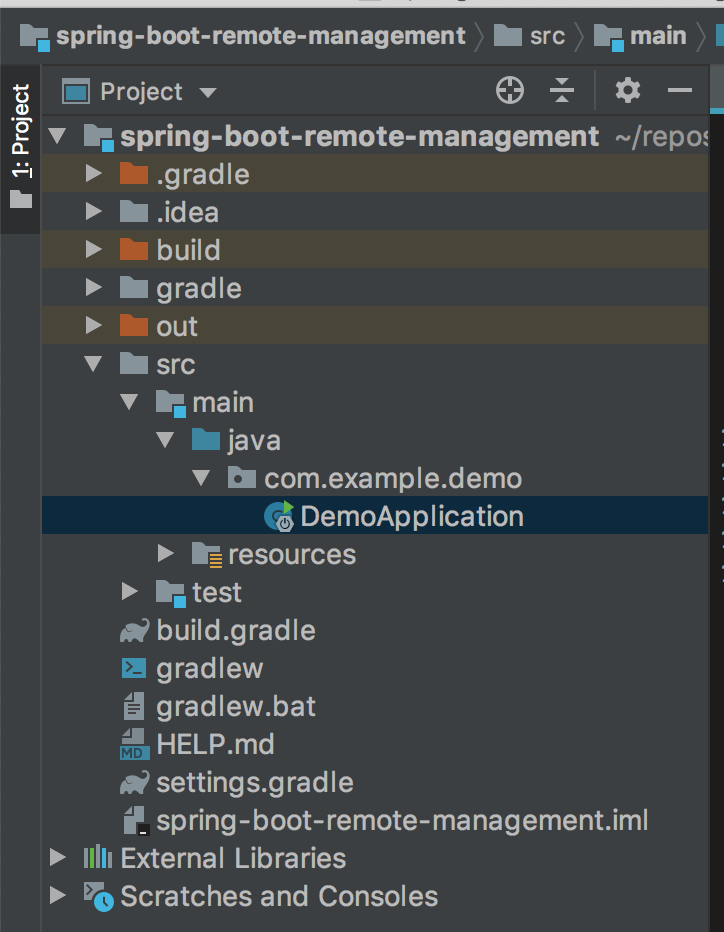 spring-boot-remote-management src main
1: Project
Project
spring-boot-remote-management ~/repos
.gradle
.idea
build
gradle
out
src
main
java
com.example.demo
DemoApplication
resources
test
build.gradle
gradlew
gradlew.bat
MD HELP.md
settings.gradle
spring-boot-remote-management.iml
External Libraries
Scratches and Consoles